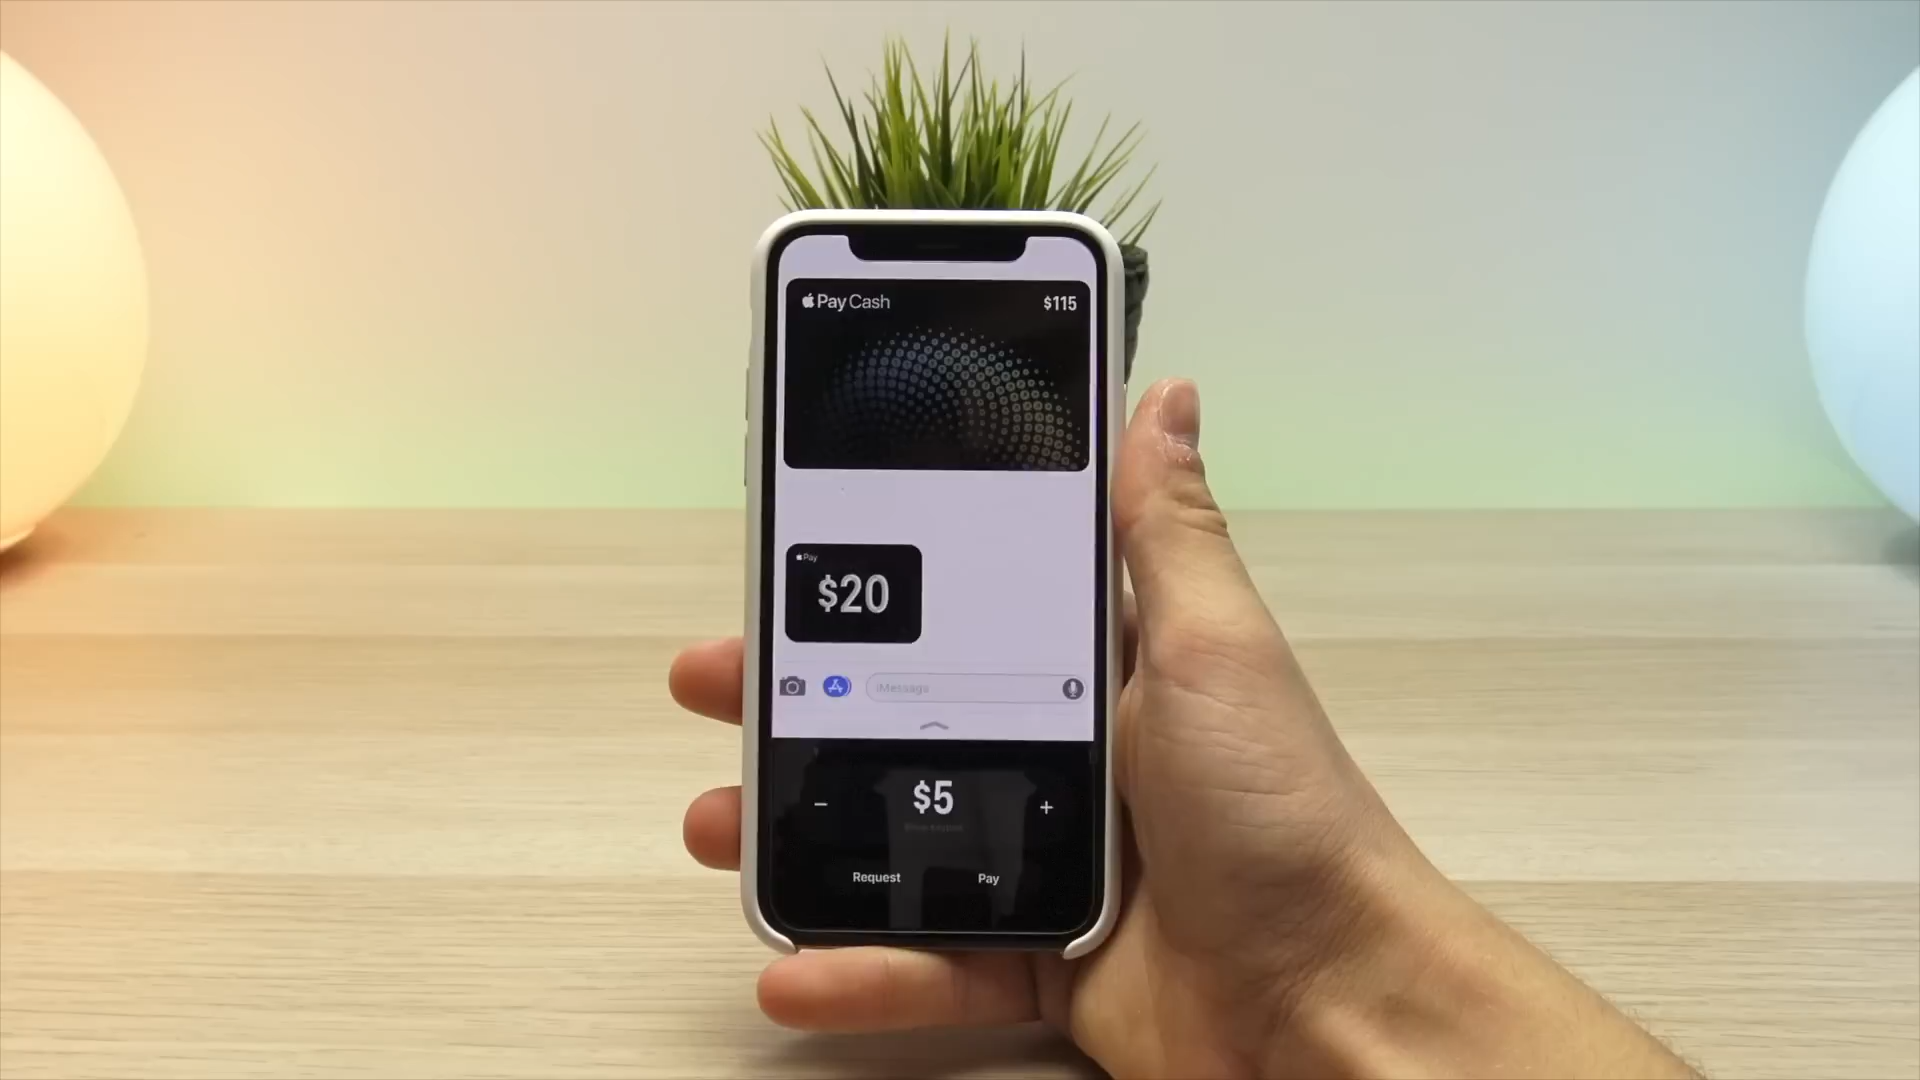 Pay Cash $115
Pay
$20
iMessage
− $5 +
Request Pay